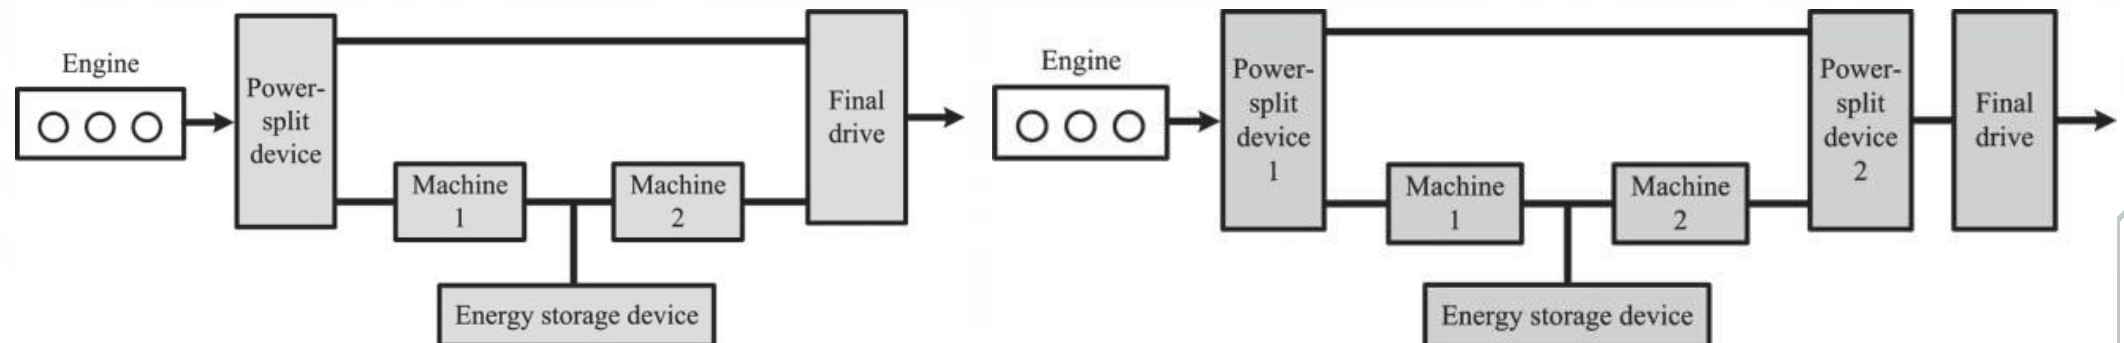 Engine
Power-
split
device
Final
drive
Machine
1
Machine
2
Energy storage device
Engine
Power-
split
device
1
Power-
split
device
2
Final
drive
Machine
1
Machine
2
Energy storage device